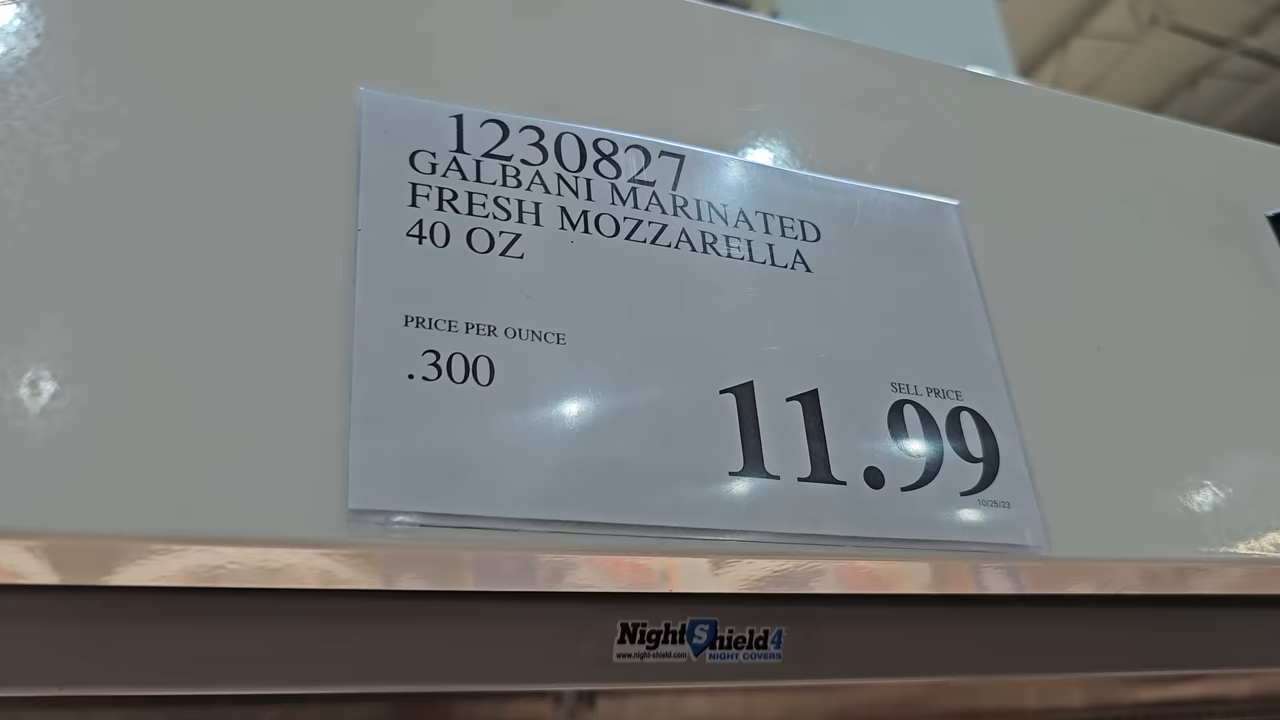 1230827
GALBANI MARINATED
FRESH MOZZARELLA
40 OZ
PRICE PER OUNCE
.300
SELL PRICE
11.99
10/25/23
NightShield4
www.night-shield.com NIGHT COVERS